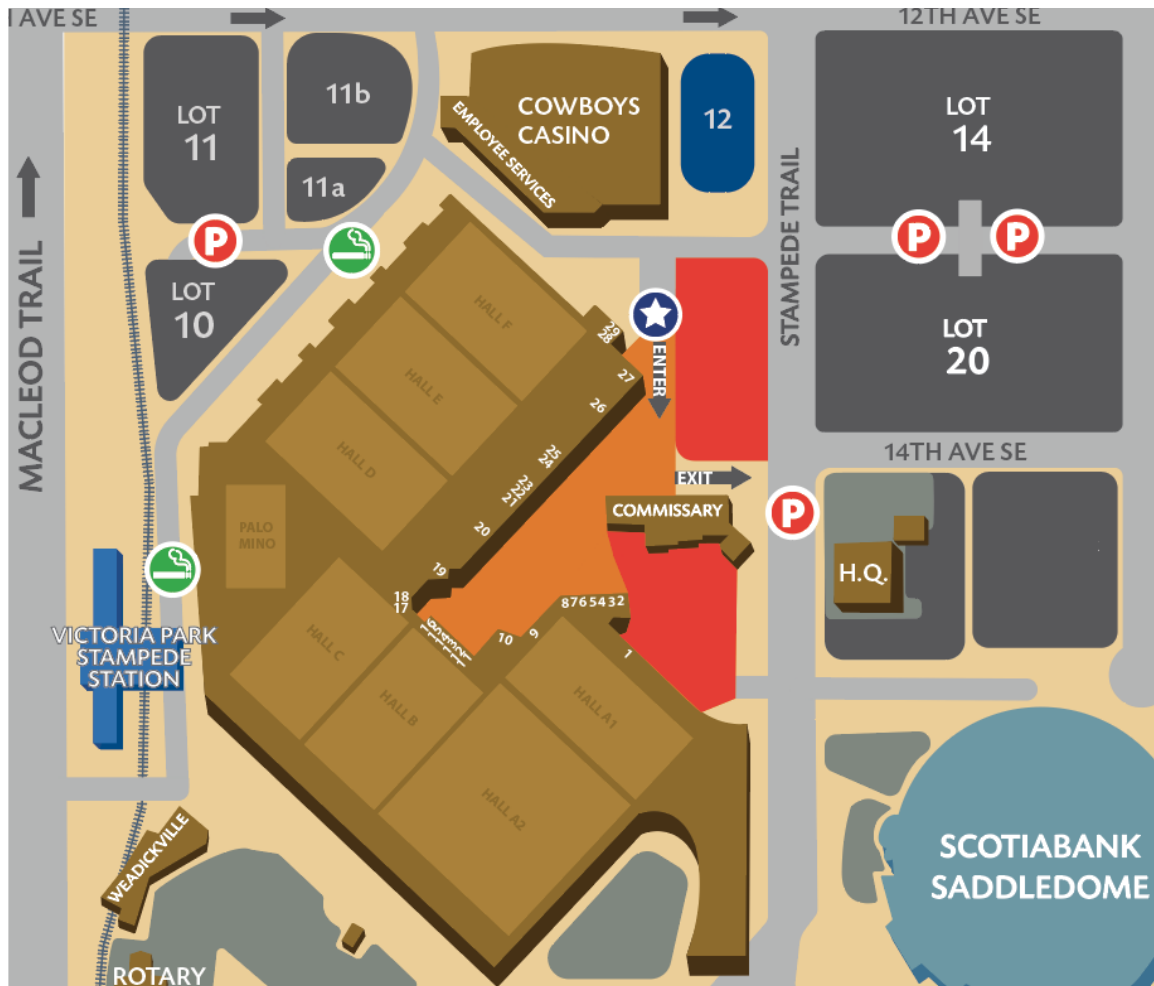 AVE SE
12TH AVE SE
LOT
11
11b
11a
EMPLOYEE SERVICES
COWBOYS
CASINO
12
STAMPEDE TRAIL
LOT
14
P
P
P
LOT
10
MACLEOD TRAIL
HALL F
HALL E
HALL D
29
28
27
26
25
24
23
22
21
20
19
18
17
ENTER
EXIT
LOT
20
14TH AVE SE
COMMISSARY
P
H.Q.
PALO
MINO
VICTORIA PARK
STAMPEDE
STATION
HALL C
HALL B
HALL A1
HALL A2
10
9
8765432
1
WEADICKVILLE
ROTARY
SCOTIABANK
SADDLEDOME